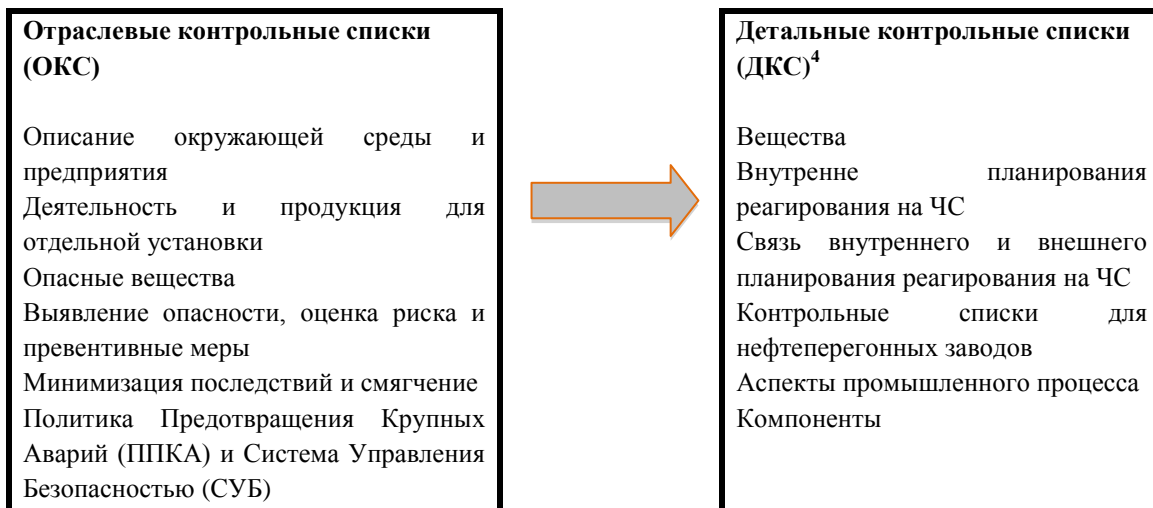 Отраслевые контрольные списки
(ОКС)
Описание окружающей среды и
предприятия
Деятельность и продукция для
отдельной установки
Опасные вещества
Выявление опасности, оценка риска и
превентивные меры
Минимизация последствий и смягчение
Политика Предотвращения Крупных
Аварий (ППКА) и Система Управления
Безопасностью (СУБ)
Детальные контрольные списки
(ДКС)⁴
Вещества
Внутренне планирования
реагирования на ЧС
Связь внутреннего и внешнего
планирования реагирования на ЧС
Контрольные списки для
нефтеперегонных заводов
Аспекты промышленного процесса
Компоненты